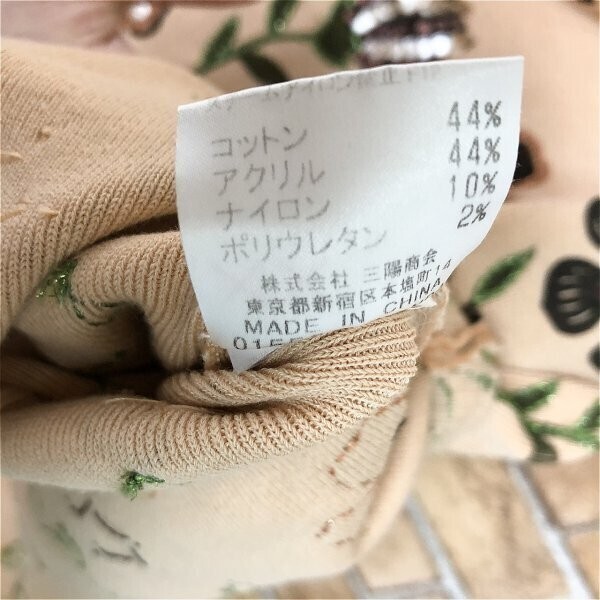 コットン 44%
アクリル 44%
ナイロン 10%
ポリウレタン 2%
株式会社 三陽商会
東京都新宿区本塩町14
MADE IN CHINA